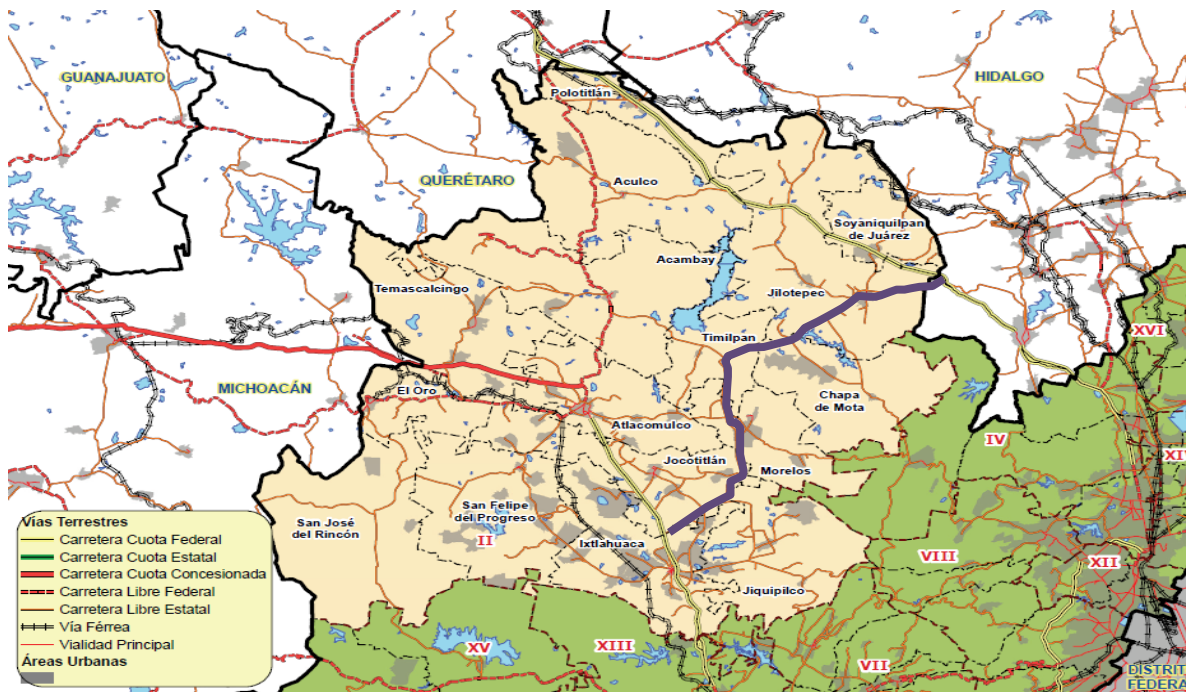 GUANAJUATO
HIDALGO
Polotitlán
QUERÉTARO
Aculco
Soyaniquilpan
de Juárez
Acambay
Temascalcingo
Jilotepec
XVI
Timilpan
MICHOACÁN
El Oro
Chapa
de Mota
Atlacomulco
IV
Jocotitlán
Morelos
San Felipe
del Progreso
San José
del Rincón
II
Ixtlahuaca
VIII
XII
Jiquipilco
XV
XIII
VII
DISTRIT
FEDERA
Vías Terrestres
Carretera Cuota Federal
Carretera Cuota Estatal
Carretera Cuota Concesionada
Carretera Libre Federal
Carretera Libre Estatal
Vía Férrea
Vialidad Principal
Áreas Urbanas